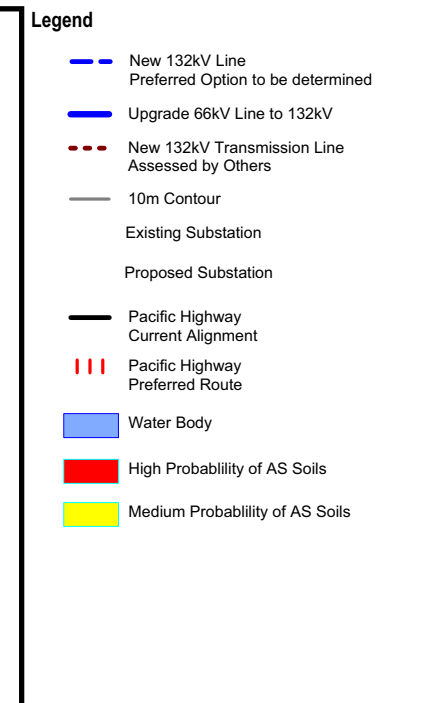 Legend
New 132kV Line
Preferred Option to be determined
Upgrade 66kV Line to 132kV
New 132kV Transmission Line
Assessed by Others
10m Contour
Existing Substation
Proposed Substation
Pacific Highway
Current Alignment
Pacific Highway
Preferred Route
Water Body
High Probablility of AS Soils
Medium Probablility of AS Soils